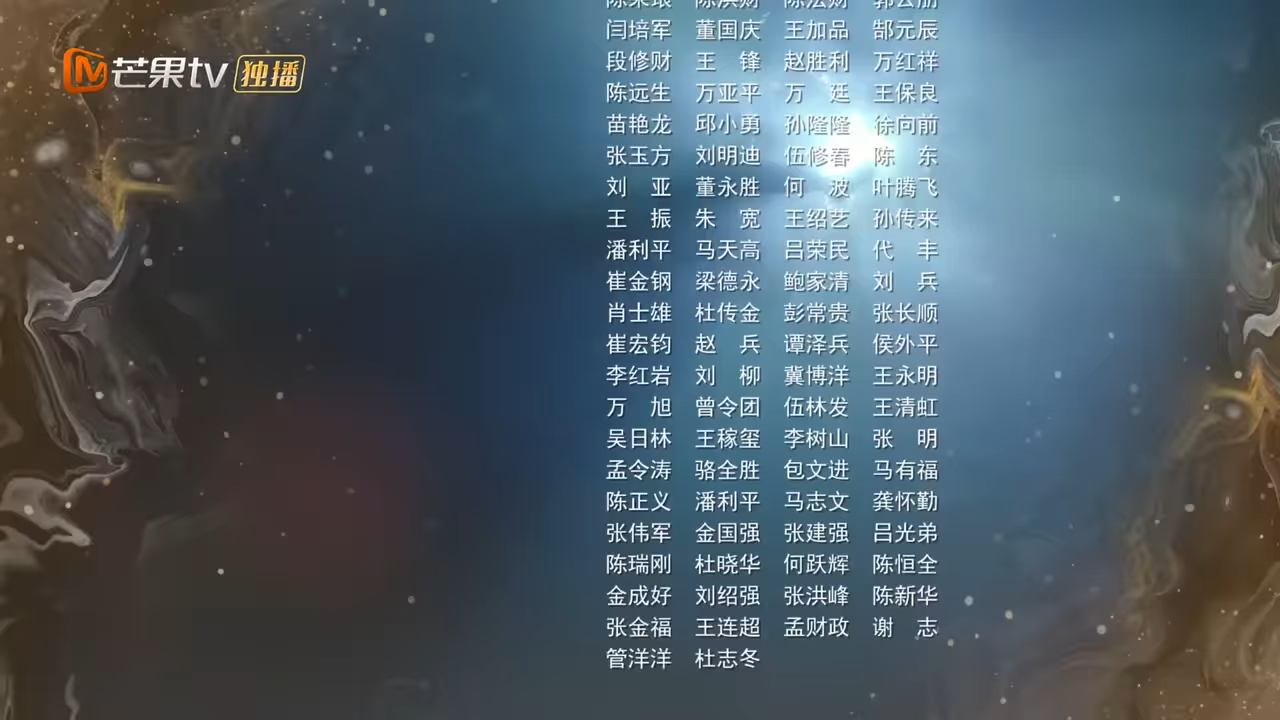 闫培军 董国庆 王加品 郜元辰
芒果tv 独播
段修财 王 锋 赵胜利 万红祥
陈远生 万亚平 万 廷 王保良
苗艳龙 邱小勇 孙隆隆 徐向前
张玉方 刘明迪 伍修春 陈 东
刘 亚 董永胜 何 波 叶腾飞
王 振 朱 宽 王绍艺 孙传来
潘利平 马天高 吕荣民 代 丰
崔金钢 梁德永 鲍家清 刘 兵
肖士雄 杜传金 彭常贵 张长顺
崔宏钧 赵 兵 谭泽兵 侯外平
李红岩 刘 柳 冀博洋 王永明
万 旭 曾令团 伍林发 王清虹
吴日林 王稼玺 李树山 张 明
孟令涛 骆全胜 包文进 马有福
陈正义 潘利平 马志文 龚怀勤
张伟军 金国强 张建强 吕光弟
陈瑞刚 杜晓华 何跃辉 陈恒全
金成好 刘绍强 张洪峰 陈新华
张金福 王连超 孟财政 谢 志
管洋洋 杜志冬